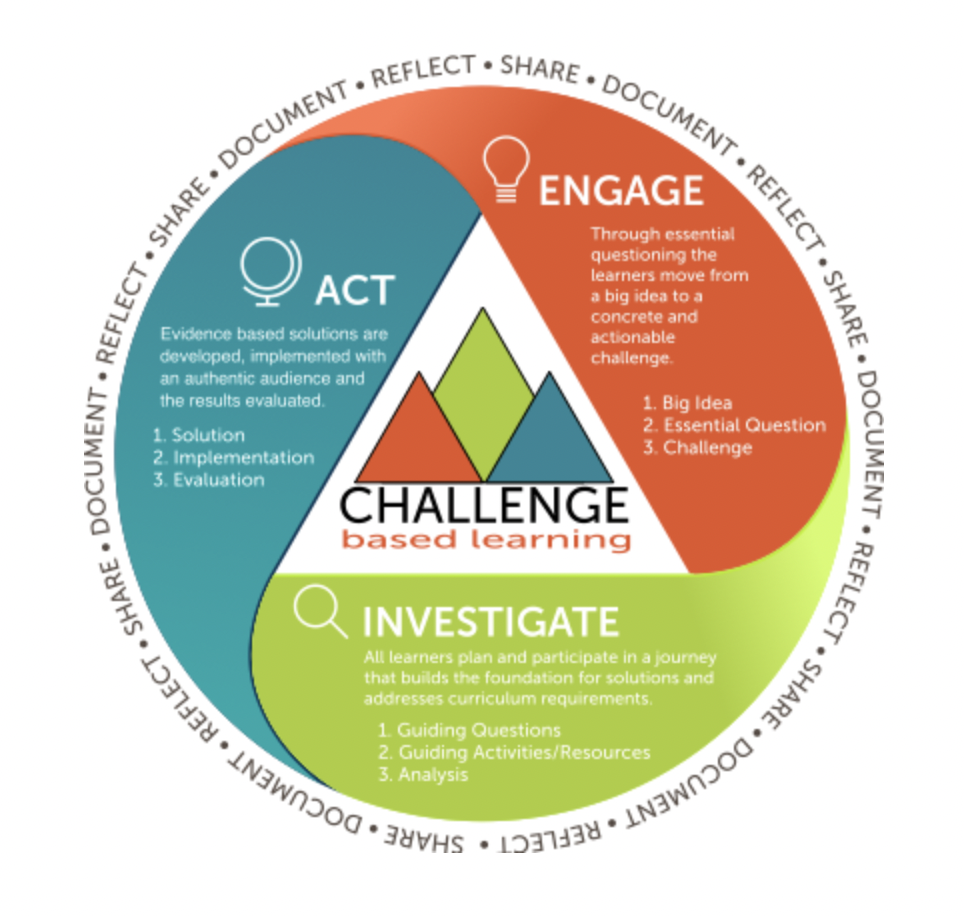 REFLECT • SHARE • DOCUMENT • REFLECT • SHARE • DOCUMENT • REFLECT • SHARE • DOCUMENT • REFLECT • SHARE • DOCUMENT • REFLECT • SHARE • DOCUMENT • REFLECT • SHARE • DOCUMENT •
ENGAGE
Through essential
questioning the
learners move from
a big idea to a
concrete and
actionable
challenge.
1. Big Idea
2. Essential Question
3. Challenge
ACT
Evidence based solutions are
developed, implemented with
an authentic audience and
the results evaluated.
1. Solution
2. Implementation
3. Evaluation
CHALLENGE
based learning
INVESTIGATE
All learners plan and participate in a journey
that builds the foundation for solutions and
addresses curriculum requirements.
1. Guiding Questions
2. Guiding Activities/Resources
3. Analysis